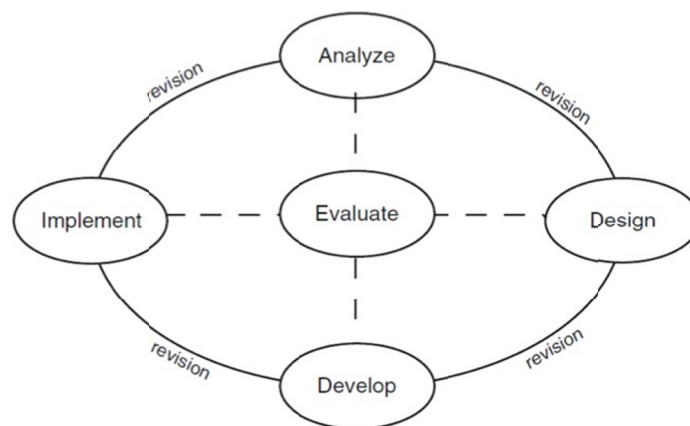 Analyze
revision
revision
Implement
Evaluate
Design
revision
revision
Develop